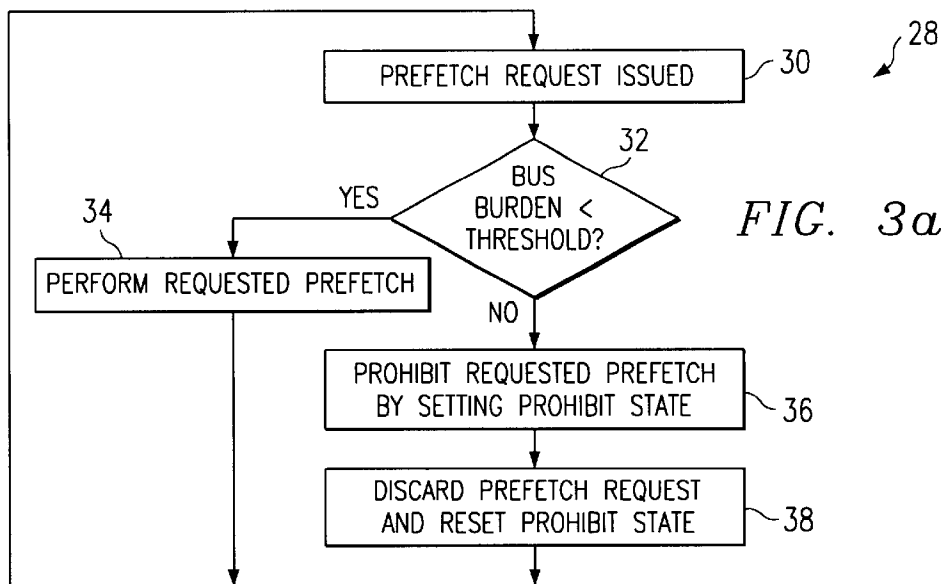 28
PREFETCH REQUEST ISSUED
30
32
BUS
BURDEN <
THRESHOLD?
YES
FIG. 3a
34
PERFORM REQUESTED PREFETCH
NO
PROHIBIT REQUESTED PREFETCH
BY SETTING PROHIBIT STATE
36
DISCARD PREFETCH REQUEST
AND RESET PROHIBIT STATE
38